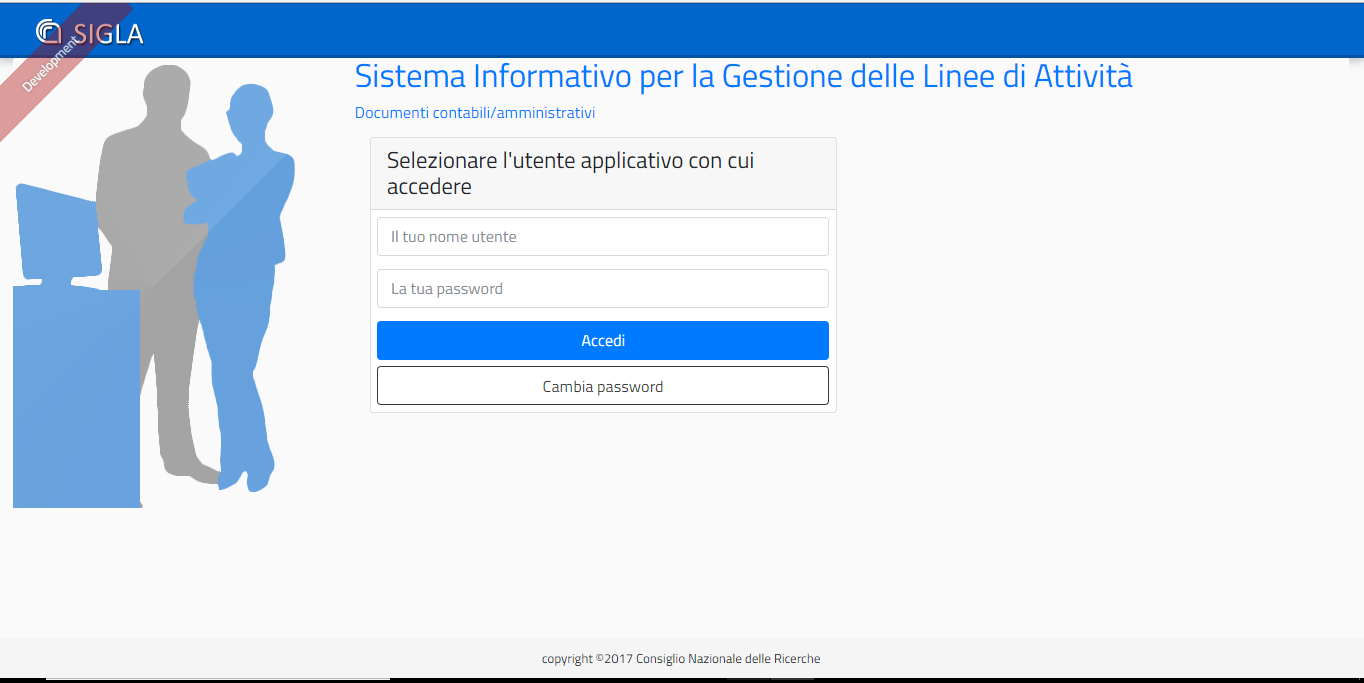 SIGLA
Development
Sistema Informativo per la Gestione delle Linee di Attività
Documenti contabili/amministrativi
Selezionare l'utente applicativo con cui
accedere
Il tuo nome utente
La tua password
Accedi
Cambia password
copyright ©2017 Consiglio Nazionale delle Ricerche